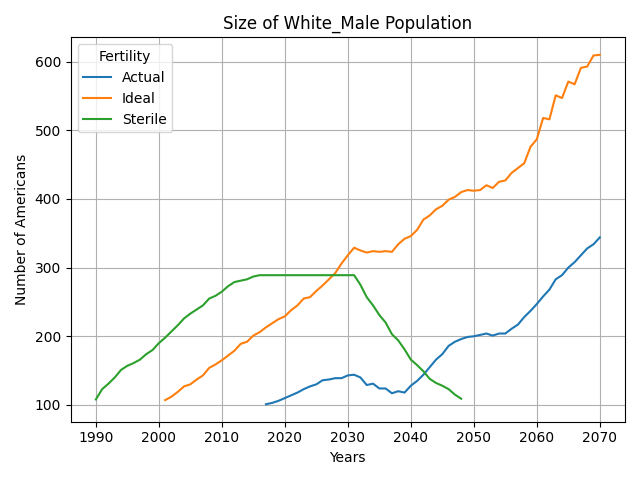 Size of White_Male Population
Fertility
Actual
Ideal
Sterile
Number of Americans
600
500
400
300
200
100
1990 2000 2010 2020 2030 2040 2050 2060 2070
Years